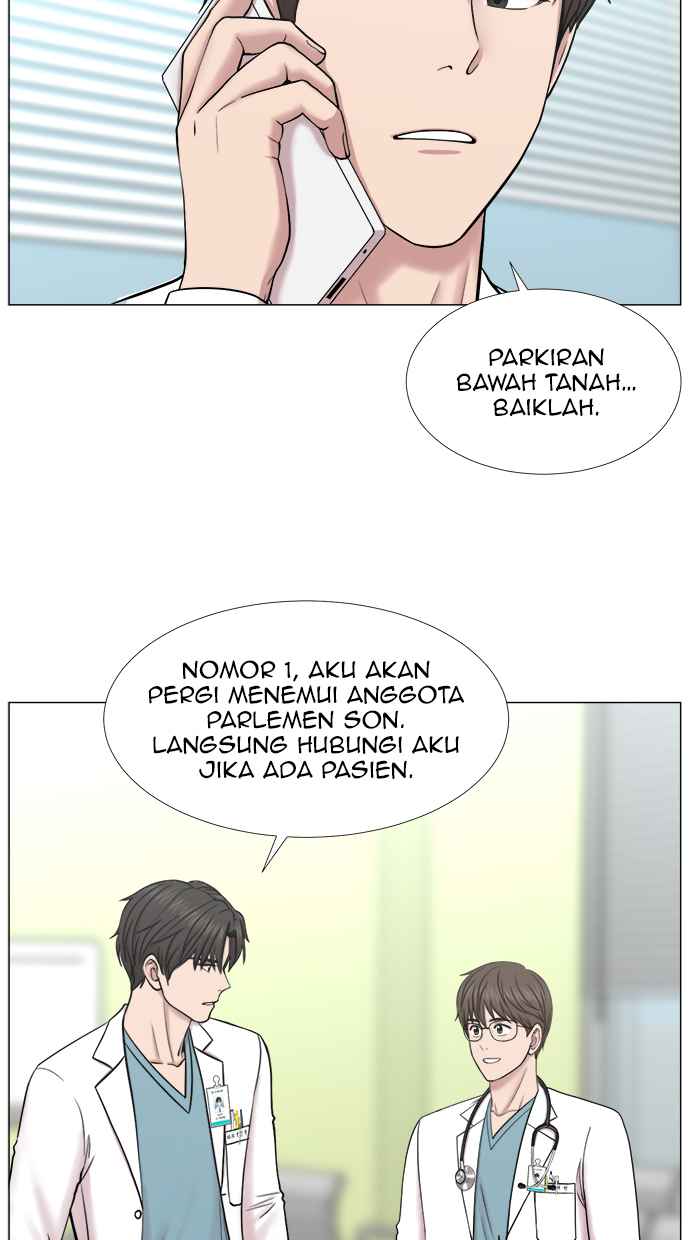 PARKIRAN
BAWAH TANAH...
BAIKLAH.
NOMOR 1, AKU AKAN
PERGI MENEMUI ANGGOTA
PARLEMEN SON.
LANGSUNG HUBUNGI AKU
JIKA ADA PASIEN.